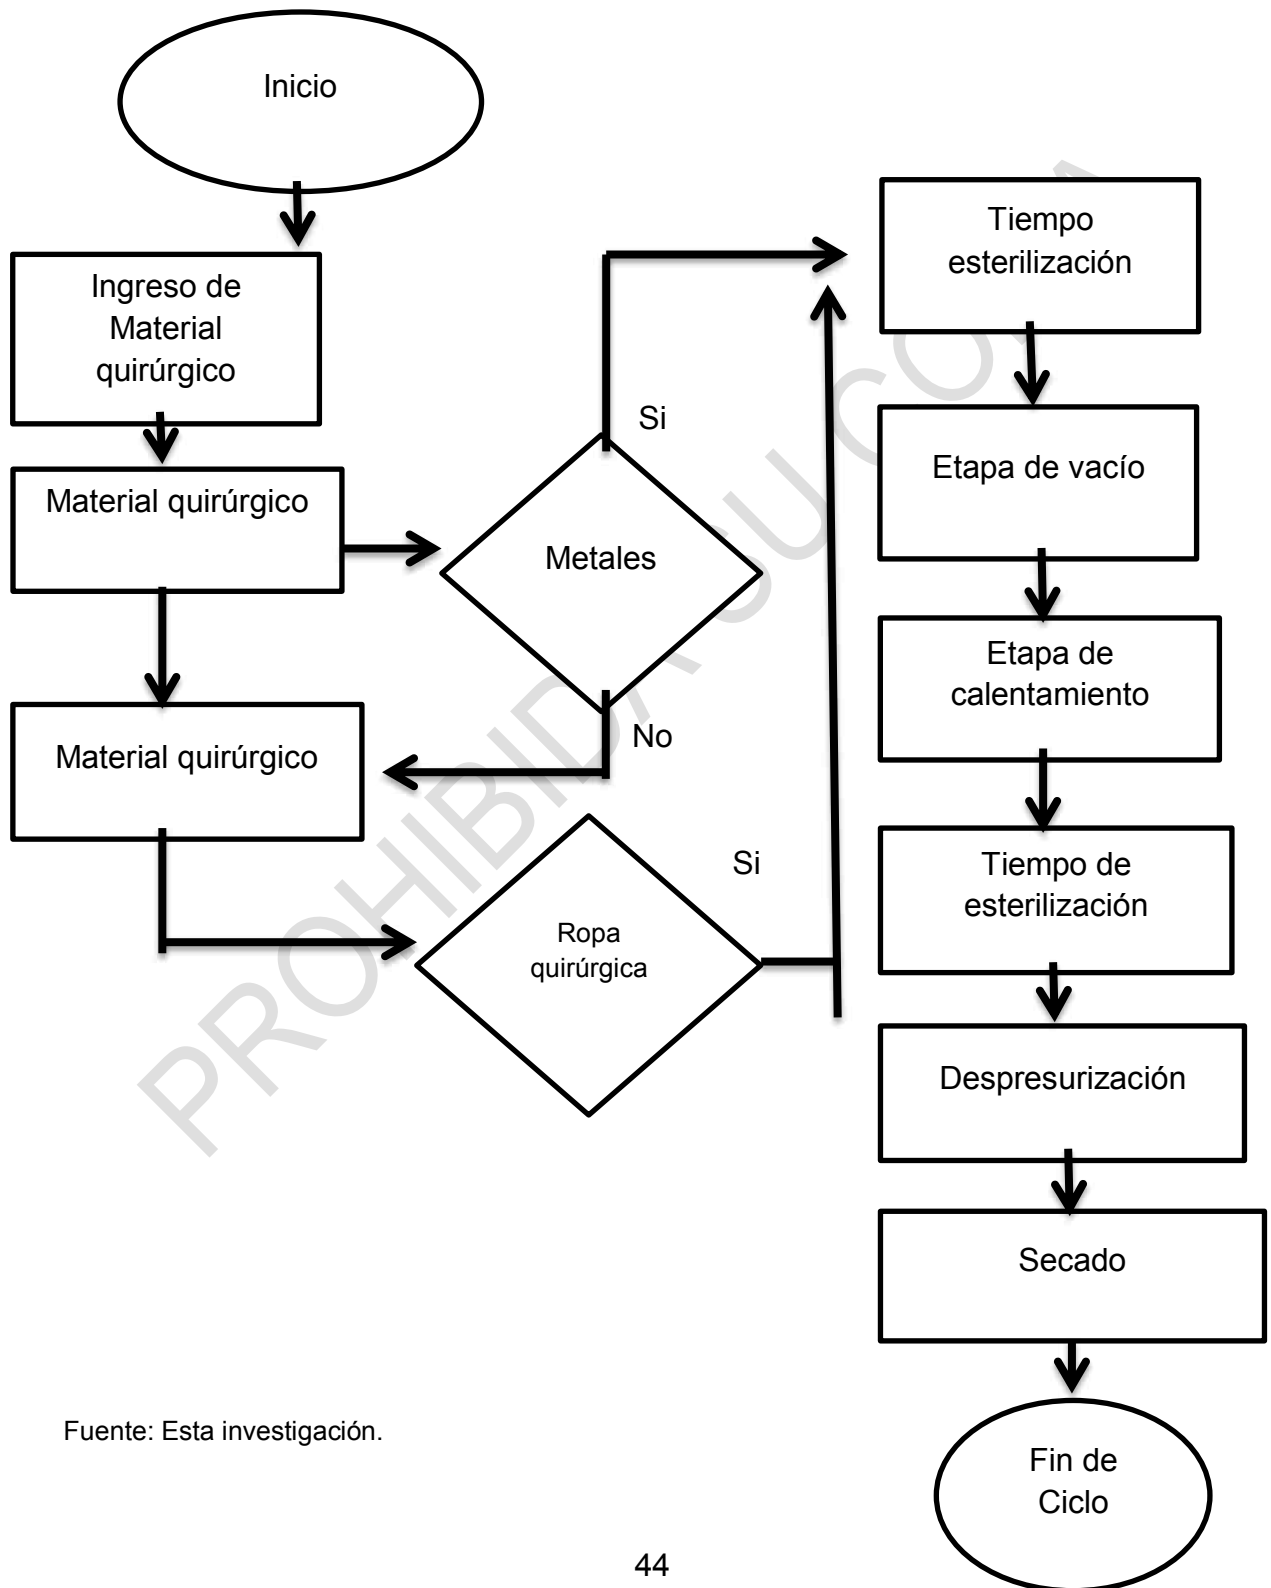 Inicio
Ingreso de
Material
quirúrgico
Material quirúrgico
Metales
Si
No
Material quirúrgico
Ropa
quirúrgica
Si
Tiempo
esterilización
Etapa de vacío
Etapa de
calentamiento
Tiempo de
esterilización
Despresurización
Secado
Fin de
Ciclo
PROHIBIDA SU COPIA
Fuente: Esta investigación.
44